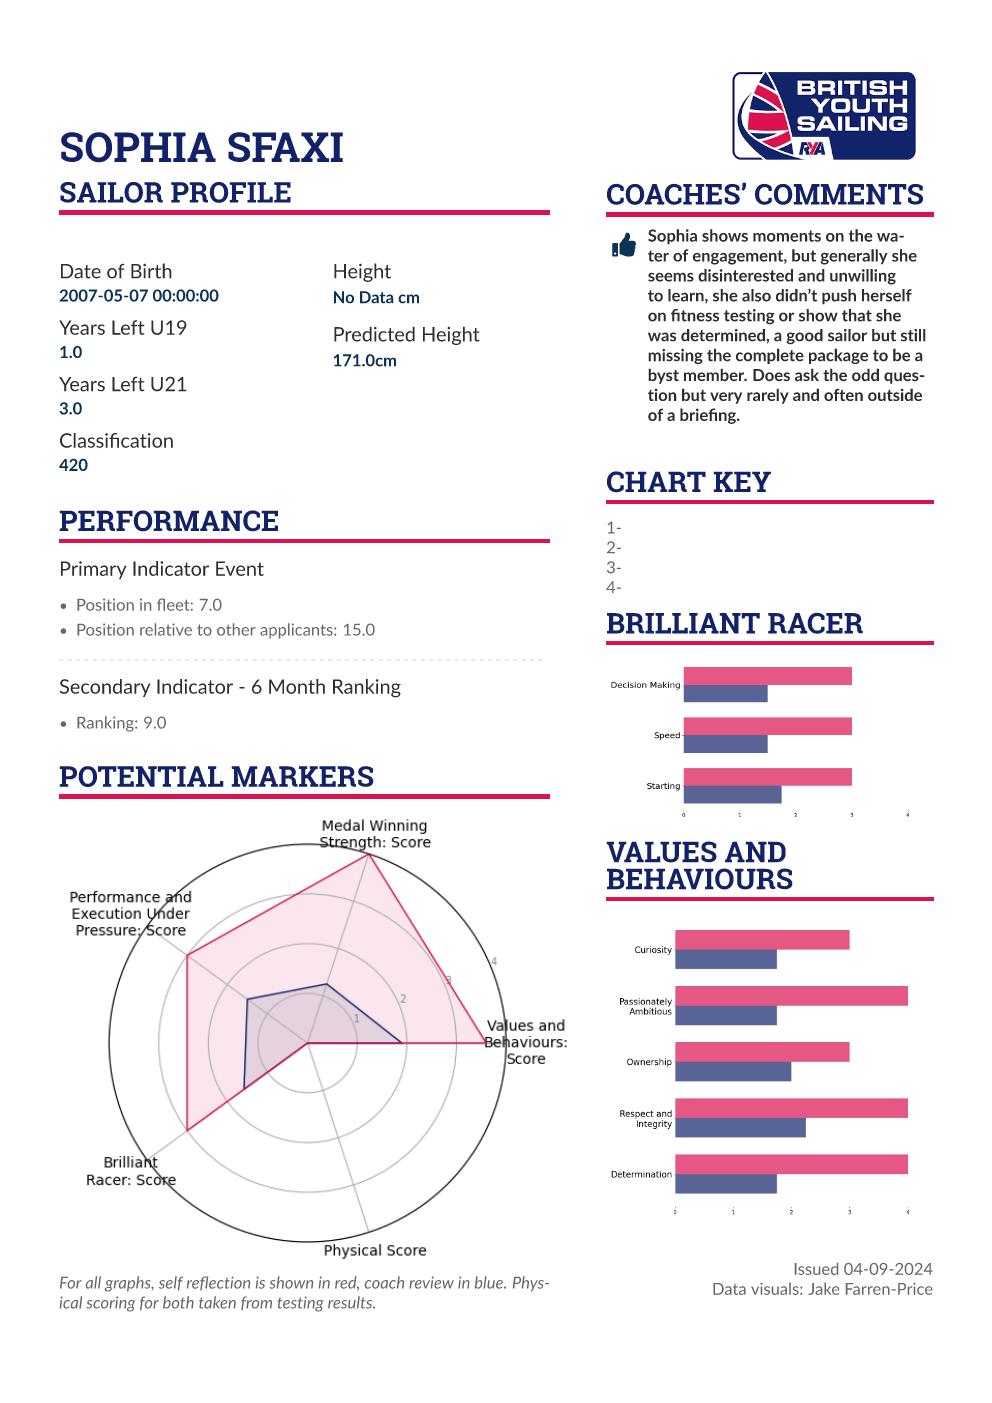 BRITISH
YOUTH
SAILING
RYA
SOPHIA SFAXI
SAILOR PROFILE
Date of Birth
2007-05-07 00:00:00
Years Left U19
1.0
Years Left U21
3.0
Classification
420
Height
No Data cm
Predicted Height
171.0cm
PERFORMANCE
Primary Indicator Event
• Position in fleet: 7.0
• Position relative to other applicants: 15.0
Secondary Indicator - 6 Month Ranking
• Ranking: 9.0
POTENTIAL MARKERS
Medal Winning
Strength: Score
Performance and
Execution Under
Pressure: Score
4
3
2
1
Values and
Behaviours:
Score
Brilliant
Racer: Score
Physical Score
For all graphs, self reflection is shown in red, coach review in blue. Phys-
ical scoring for both taken from testing results.
COACHES’ COMMENTS
Sophia shows moments on the wa-
ter of engagement, but generally she
seems disinterested and unwilling
to learn, she also didn’t push herself
on fitness testing or show that she
was determined, a good sailor but still
missing the complete package to be a
byst member. Does ask the odd ques-
tion but very rarely and often outside
of a briefing.
CHART KEY
1-
2-
3-
4-
BRILLIANT RACER
Decision Making
Speed
Starting
0 1 2 3 4
VALUES AND
BEHAVIOURS
Curiosity
Passionately
Ambitious
Ownership
Respect and
Integrity
Determination
0 1 2 3 4
Issued 04-09-2024
Data visuals: Jake Farren-Price